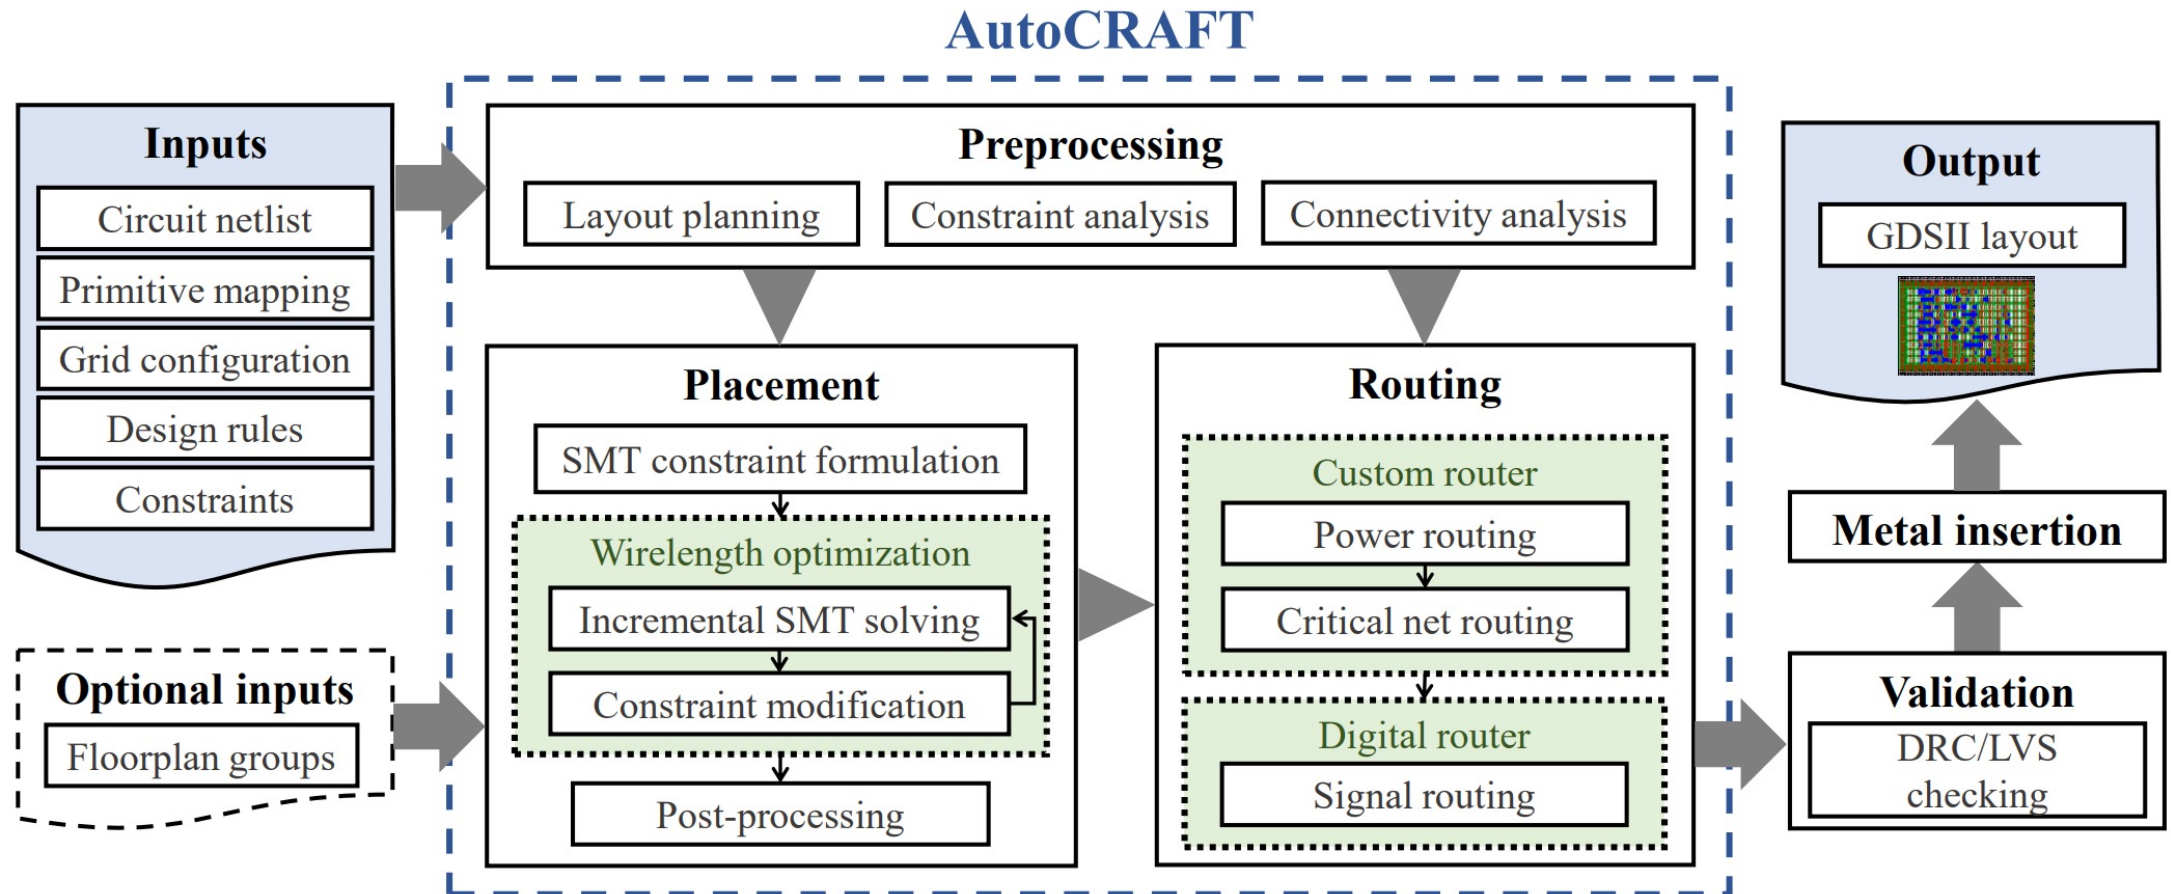 AutoCRAFT
Inputs
Circuit netlist
Primitive mapping
Grid configuration
Design rules
Constraints
Optional inputs
Floorplan groups
Preprocessing
Layout planning
Constraint analysis
Connectivity analysis
Placement
SMT constraint formulation
Wirelength optimization
Incremental SMT solving
Constraint modification
Post-processing
Routing
Custom router
Power routing
Critical net routing
Digital router
Signal routing
Output
GDSII layout
Metal insertion
Validation
DRC/LVS
checking